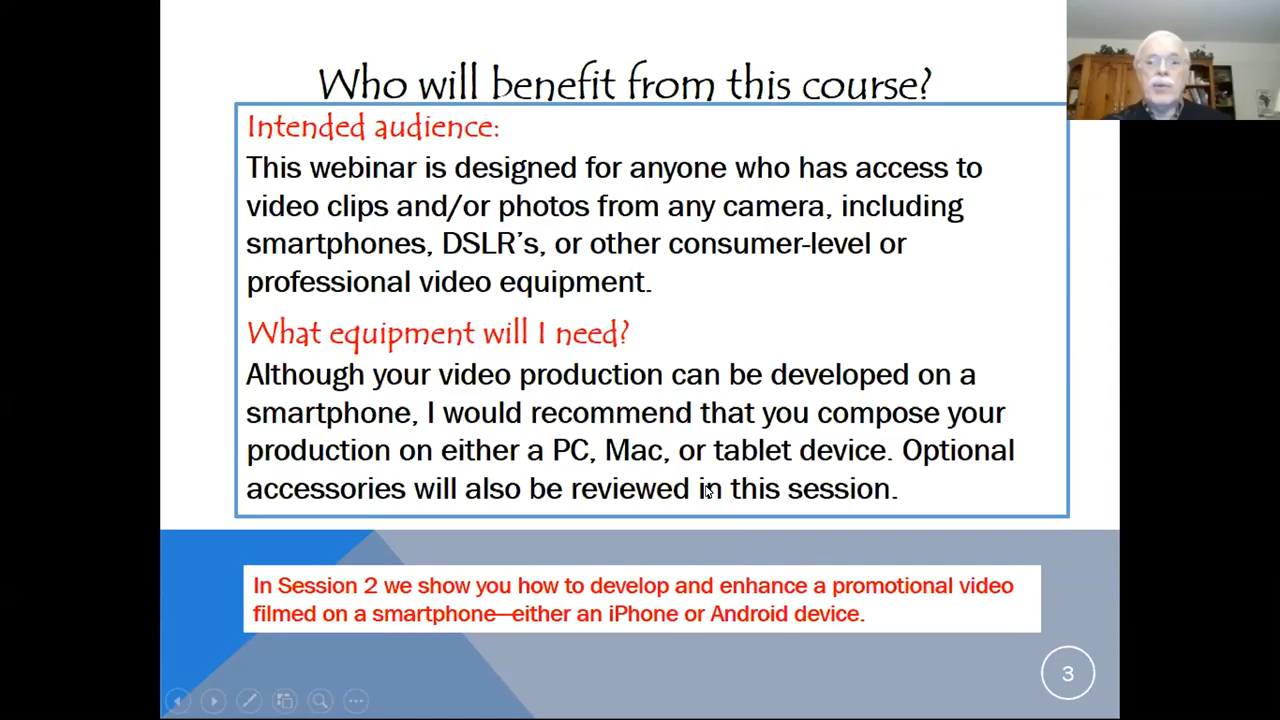 Who will benefit from this course?
Intended audience:
This webinar is designed for anyone who has access to
video clips and/or photos from any camera, including
smartphones, DSLR's, or other consumer-level or
professional video equipment.
What equipment will I need?
Although your video production can be developed on a
smartphone, I would recommend that you compose your
production on either a PC, Mac, or tablet device. Optional
accessories will also be reviewed in this session.
In Session 2 we show you how to develop and enhance a promotional video
filmed on a smartphone—either an iPhone or Android device.
3